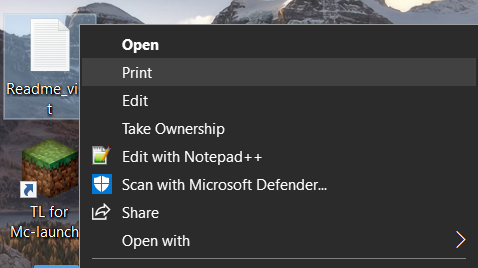 Readme_vi
t
TL for
Mc-launch
Open
Print
Edit
Take Ownership
Edit with Notepad++
Scan with Microsoft Defender...
Share
Open with